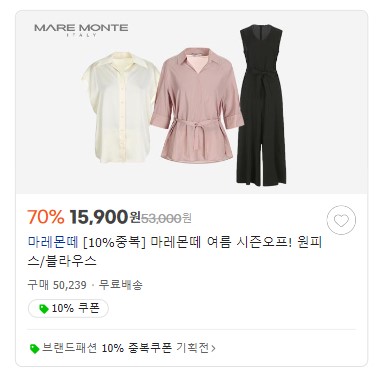 MARE MONTE
ITALY
70% 15,900원 53,000원
마레몬떼 [10%중복] 마레몬떼 여름 시즌오프! 원피
스/블라우스
구매 50,239 · 무료배송
10% 쿠폰
브랜드패션 10% 중복쿠폰 기획전>